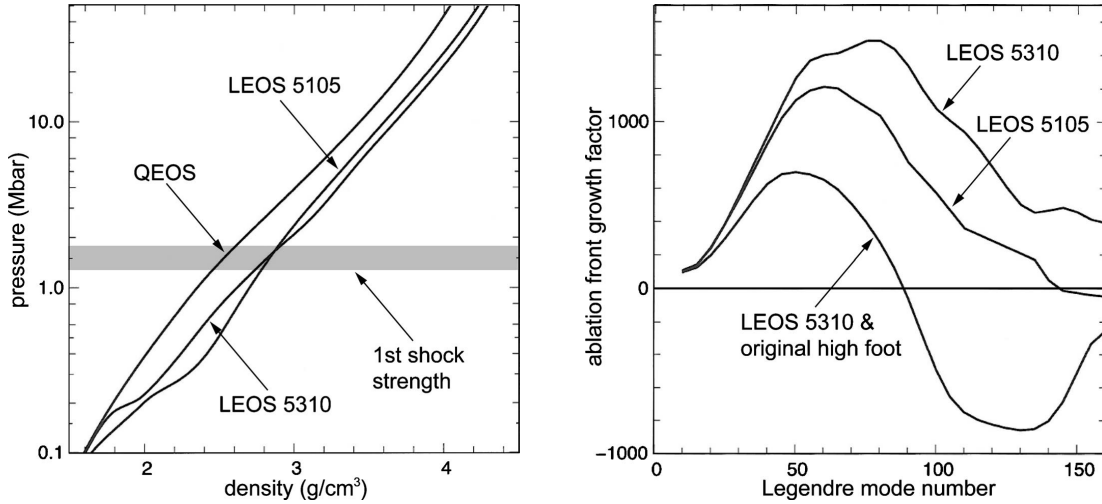 10.0
1.0
0.1
pressure (Mbar)
LEOS 5105
QEOS
1st shock
strength
LEOS 5310
2
3
4
density (g/cm³)
1000
0
−1000
ablation front growth factor
LEOS 5310
LEOS 5105
LEOS 5310 &
original high foot
0
50
100
150
Legendre mode number